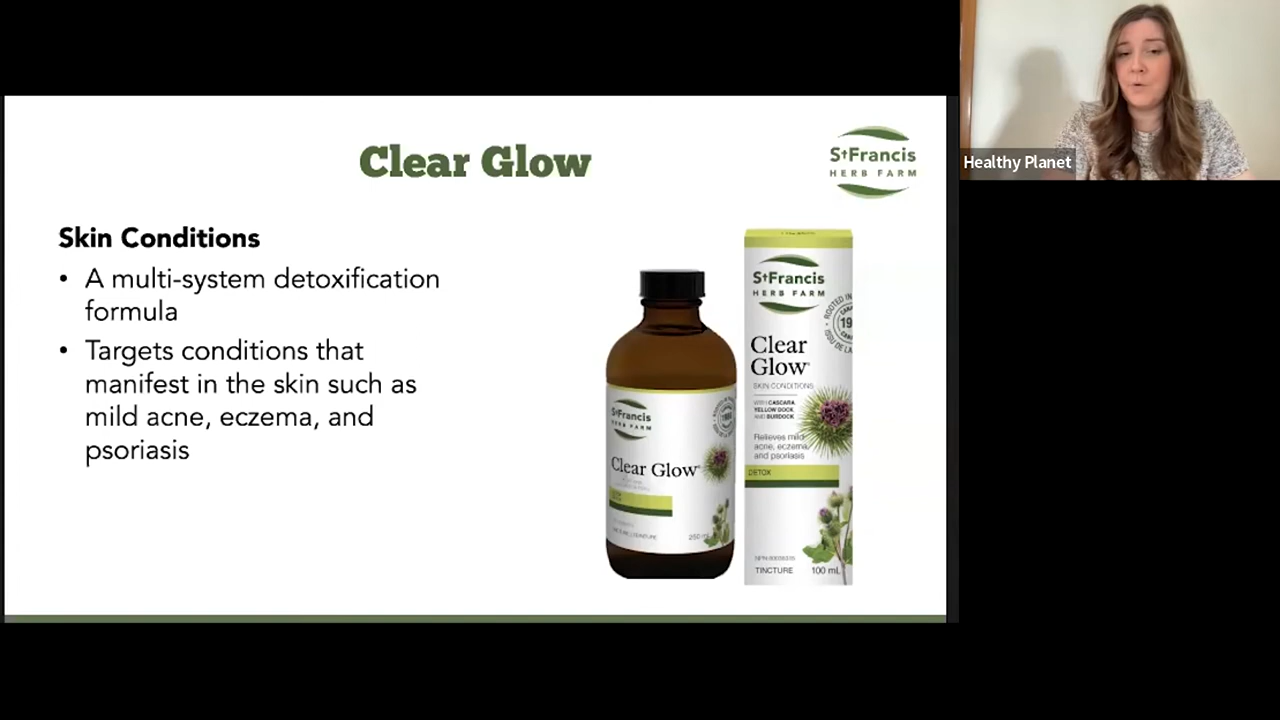 Clear Glow
StFrancis
HERB FARM
Healthy Planet
Skin Conditions
• A multi-system detoxification
formula
• Targets conditions that
manifest in the skin such as
mild acne, eczema, and
psoriasis
StFrancis
HERB FARM
Clear Glow
250 mL
StFrancis
HERB FARM
ROOTED IN
Clear
Glow
SKIN CONDITIONS
WITH CASCARA
YELLOW DOCK
AND BURDOCK
Relieves mild
acne, eczema,
and psoriasis
DETOX
TINCTURE 100 mL